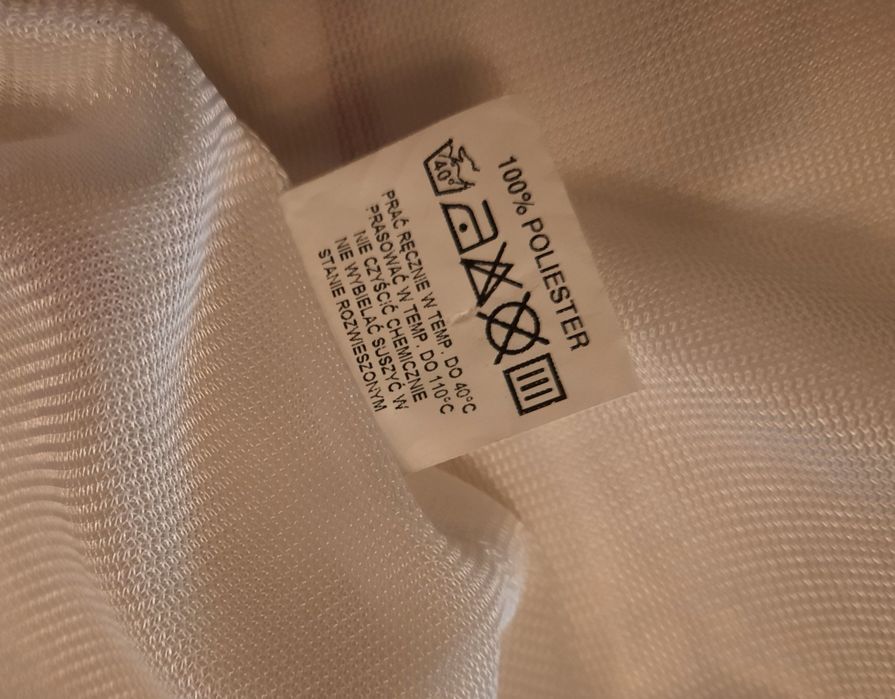 100% POLIESTER
40°
PRAĆ RĘCZNIE W TEMP. DO 40°C
PRASOWAĆ W TEMP. DO 110°C
NIE CZYŚCIĆ CHEMICZNIE
NIE WYBIELAĆ SUSZYĆ W
STANIE ROZWIESZONYM